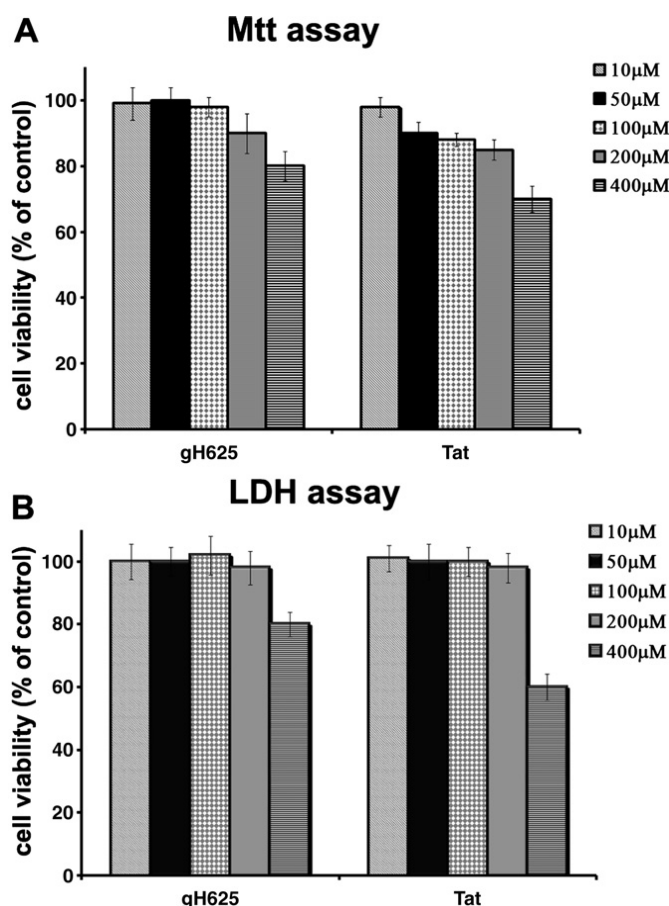 A
Mtt assay
cell viability (% of control)
100
80
60
40
20
0
gH625
Tat
10µM
50µM
100µM
200µM
400µM
B
LDH assay
cell viability (% of control)
100
80
60
40
20
0
gH625
Tat
10µM
50µM
100µM
200µM
400µM